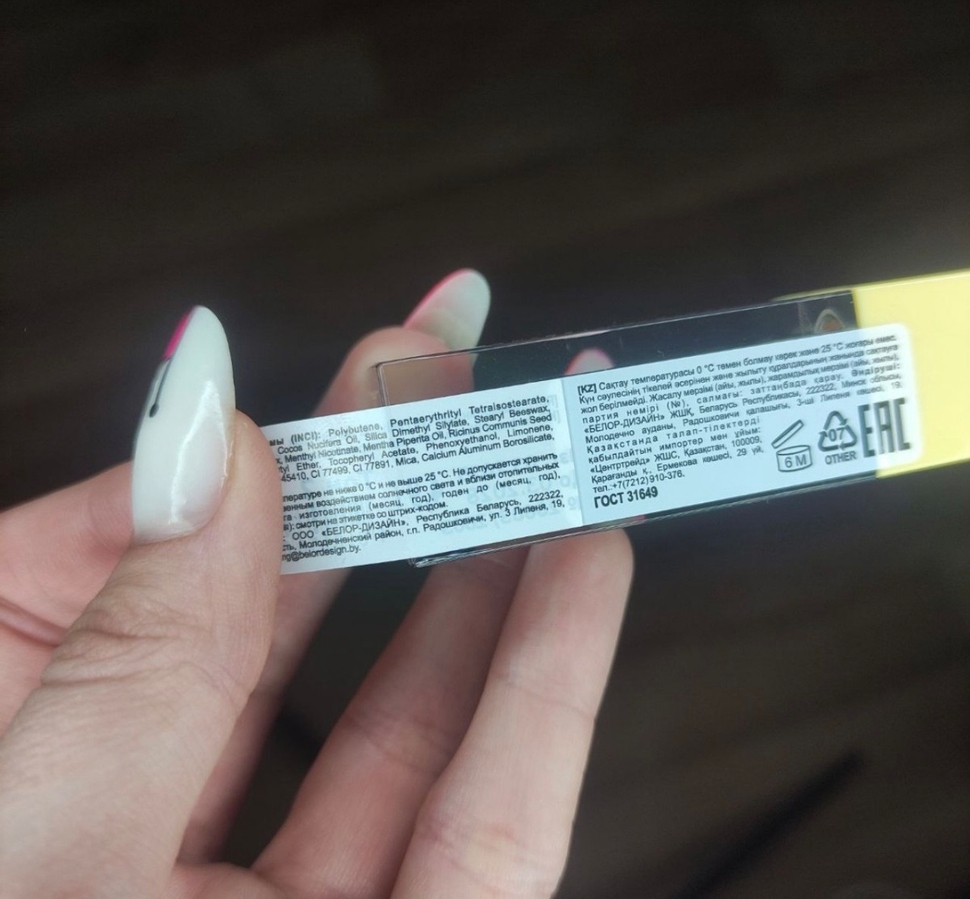 мы (INCI): Polybutene, Pentaerythrityl Tetraisostearate,
Cocos Nucifera Oil, Silica Dimethyl Silylate, Stearyl Beeswax,
Menthyl Nicotinate, Mentha Piperita Oil, Ricinus Communis Seed
tyl Ether, Tocopheryl Acetate, Phenoxyethanol, Limonene,
45410, CI 77499, CI 77891, Mica, Calcium Aluminum Borosilicate,
пературе не ниже 0 °С и не выше 25 °С. Не допускается хранить
венным воздействием солнечного света и вблизи отопительных
изготовления (месяц, год), годен до (месяц, год),
смотри на этикетке со штрих-кодом.
ООО «БЕЛОР-ДИЗАЙН», Республика Беларусь, 222322,
Молодечненский район, г.п. Радошковичи, ул. 3 Липеня, 19,
@belordesign.by.
[KZ] Сақтау температурасы 0 °С төмен болмау керек және 25 °С жоғары емес.
Күн сәулесінің тікелей әсерінен және жылыту құралдарының жанында сақтауға
жол берілмейді. Жасалу мерзімі (айы, жылы), жарамдылық мерзімі (айы, жылы),
партия нөмірі (№), салмағы: заттаңбада қарау. Өндіруші:
«БЕЛОР-ДИЗАЙН» ЖШҚ, Беларусь Республикасы, 222322, Минск облысы,
Молодечно ауданы, Радошковичи қалашығы, 3-ші Липеня көшесі, 19.
Қазақстанда талап-тілектерді
қабылдайтын импортер мен ұйым:
«Центртрейд» ЖШС, Қазақстан, 100009,
Қарағанды қ., Ермекова көшесі, 29 үй,
тел.:+7(7212) 910-376.
ГОСТ 31649
6 M
07
OTHER
EAC